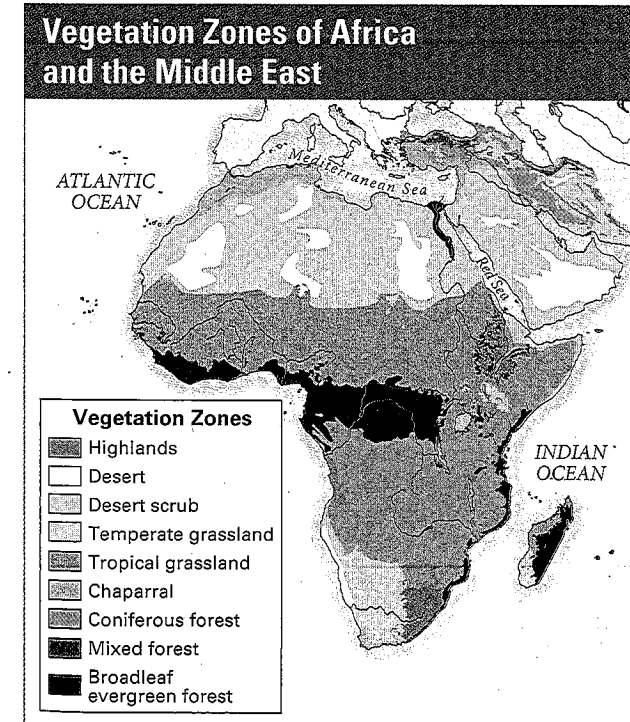 Vegetation Zones of Africa
and the Middle East
Mediterranean Sea
ATLANTIC
OCEAN
Red Sea
Vegetation Zones
Highlands
Desert
Desert scrub
Temperate grassland
Tropical grassland
Chaparral
Coniferous forest
Mixed forest
Broadleaf
evergreen forest
INDIAN
OCEAN